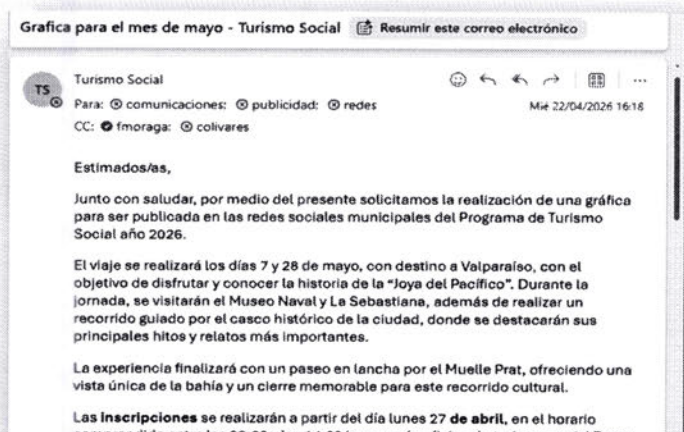 Grafica para el mes de mayo - Turismo Social Resumir este correo electrónico
Turismo Social
TS
Para: comunicaciones: publicidad: redes
Mié 22/04/2026 16:18
CC: fmoraga: colivares
Estimados/as,
Junto con saludar, por medio del presente solicitamos la realización de una gráfica
para ser publicada en las redes sociales municipales del Programa de Turismo
Social año 2026.
El viaje se realizará los días 7 y 28 de mayo, con destino a Valparaíso, con el
objetivo de disfrutar y conocer la historia de la “Joya del Pacífico”. Durante la
jornada, se visitarán el Museo Naval y La Sebastiana, además de realizar un
recorrido guiado por el casco histórico de la ciudad, donde se destacarán sus
principales hitos y relatos más importantes.
La experiencia finalizará con un paseo en lancha por el Muelle Prat, ofreciendo una
vista única de la bahía y un cierre memorable para este recorrido cultural.
Las inscripciones se realizarán a partir del día lunes 27 de abril, en el horario